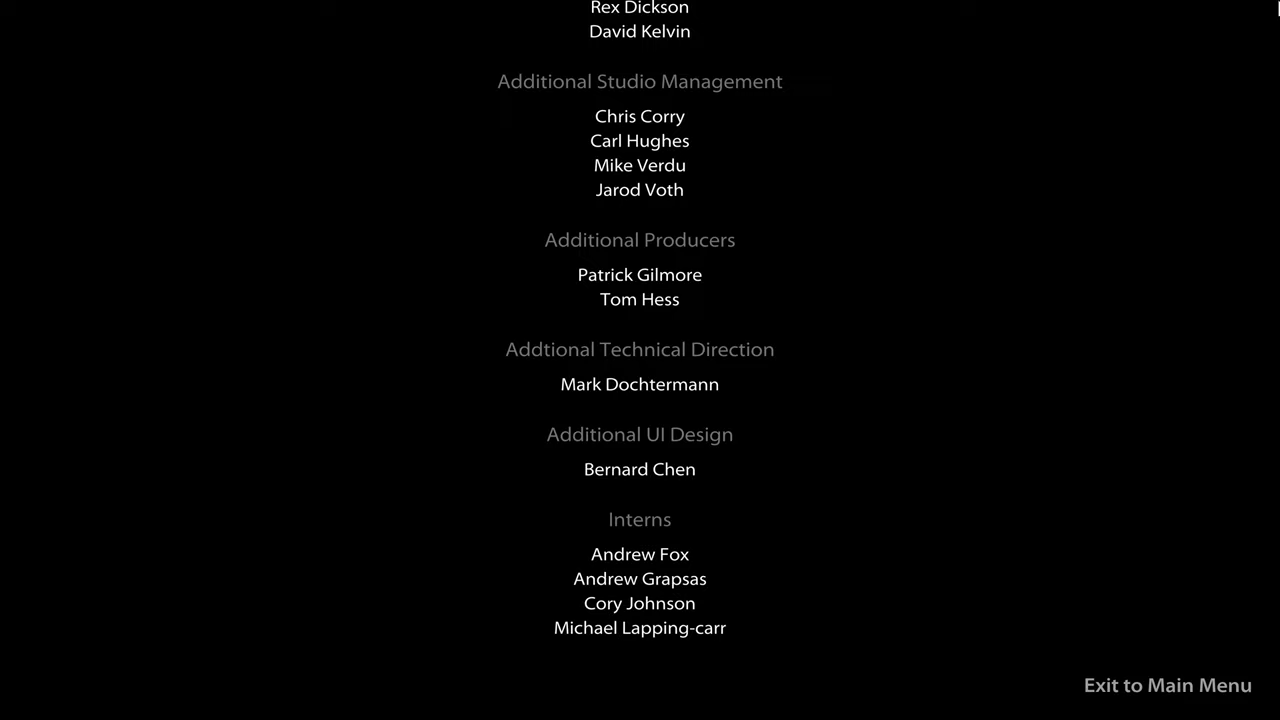 Rex Dickson
David Kelvin
Additional Studio Management
Chris Corry
Carl Hughes
Mike Verdu
Jarod Voth
Additional Producers
Patrick Gilmore
Tom Hess
Addtional Technical Direction
Mark Dochtermann
Additional UI Design
Bernard Chen
Interns
Andrew Fox
Andrew Grapsas
Cory Johnson
Michael Lapping-carr
Exit to Main Menu